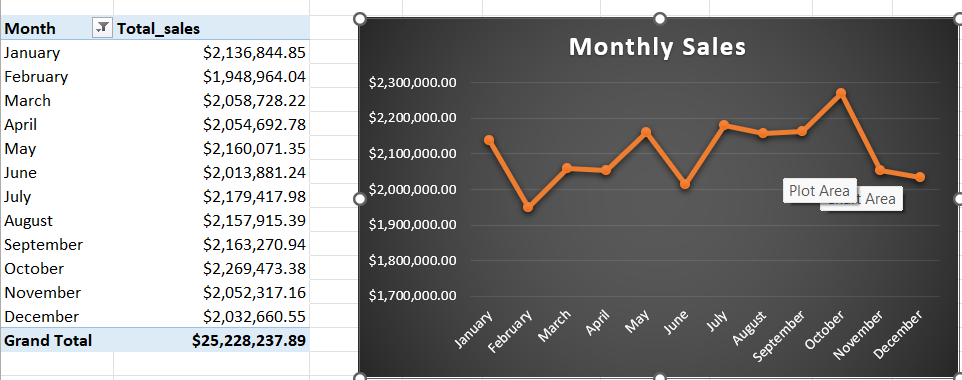 Month Total_sales
January $2,136,844.85
February $1,948,964.04
March $2,058,728.22
April $2,054,692.78
May $2,160,071.35
June $2,013,881.24
July $2,179,417.98
August $2,157,915.39
September $2,163,270.94
October $2,269,473.38
November $2,052,317.16
December $2,032,660.55
Grand Total $25,228,237.89
Monthly Sales
$2,300,000.00
$2,200,000.00
$2,100,000.00
$2,000,000.00
$1,900,000.00
$1,800,000.00
$1,700,000.00
Plot Area
Area
January
February
March
April
May
June
July
August
September
October
November
December